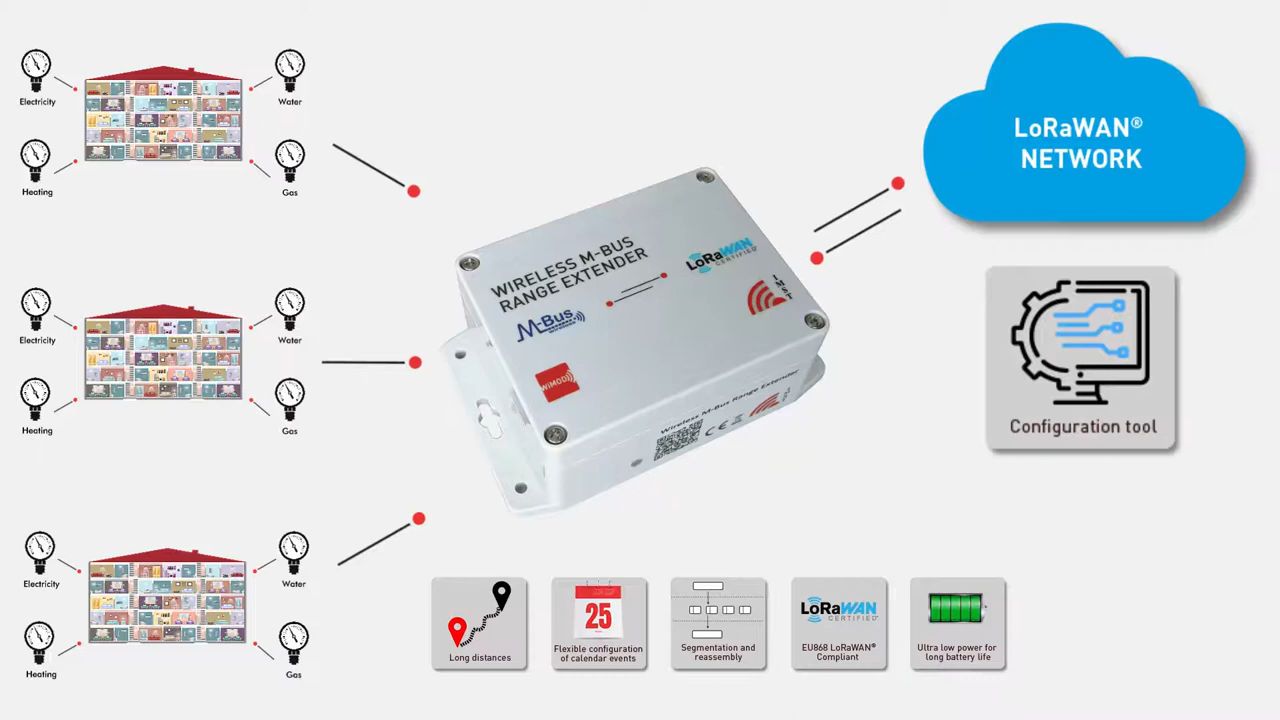 Electricity
Water
Heating
Gas
Electricity
Water
Heating
Gas
Electricity
Water
Heating
Gas
WIRELESS M-BUS
RANGE EXTENDER
LoRaWAN
CERTIFIED
M-Bus
IMST
WiMOD
Wireless M-Bus Range Extender
CE
LoRaWAN®
NETWORK
Configuration tool
Long distances
25
Flexible configuration
of calendar events
Segmentation and
reassembly
LoRaWAN
CERTIFIED
EU868 LoRaWAN®
Compliant
Ultra low power for
long battery life